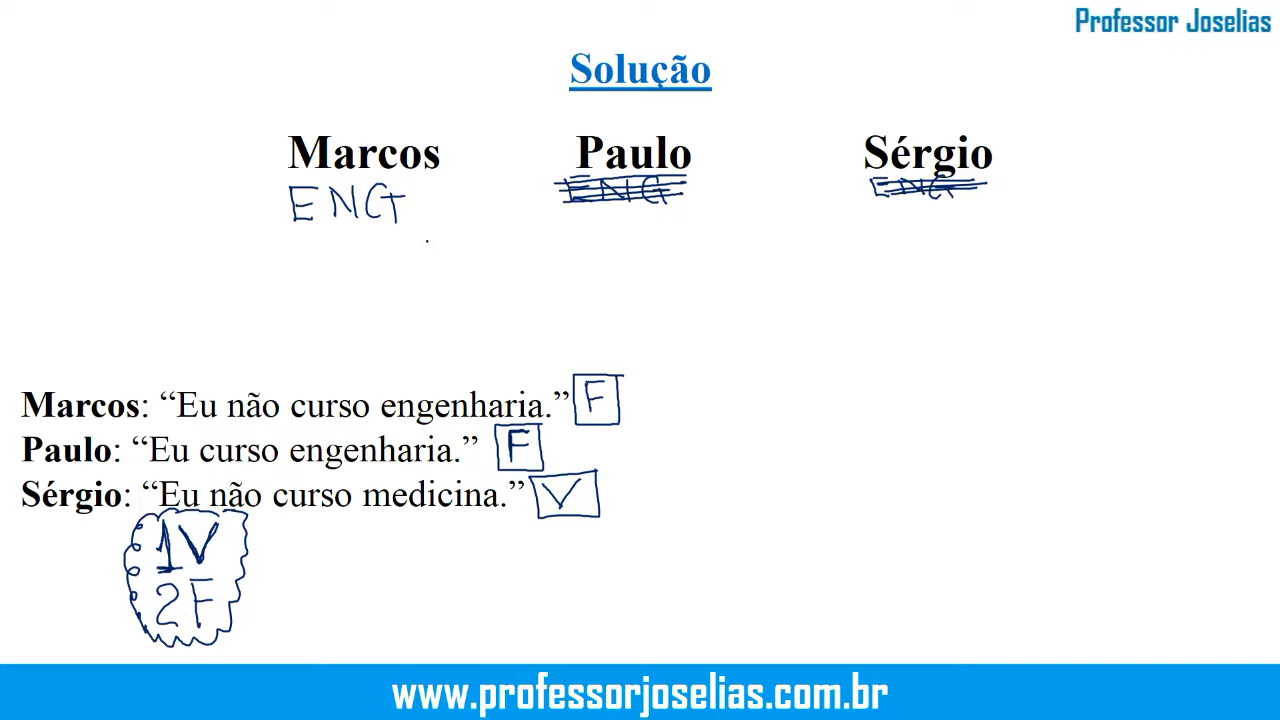 Professor Joselias
Solução
Marcos Paulo Sérgio
ENG ENG ENG
Marcos: “Eu não curso engenharia.” F
Paulo: “Eu curso engenharia.” F
Sérgio: “Eu não curso medicina.” V
1V
2F
www.professorjoselias.com.br